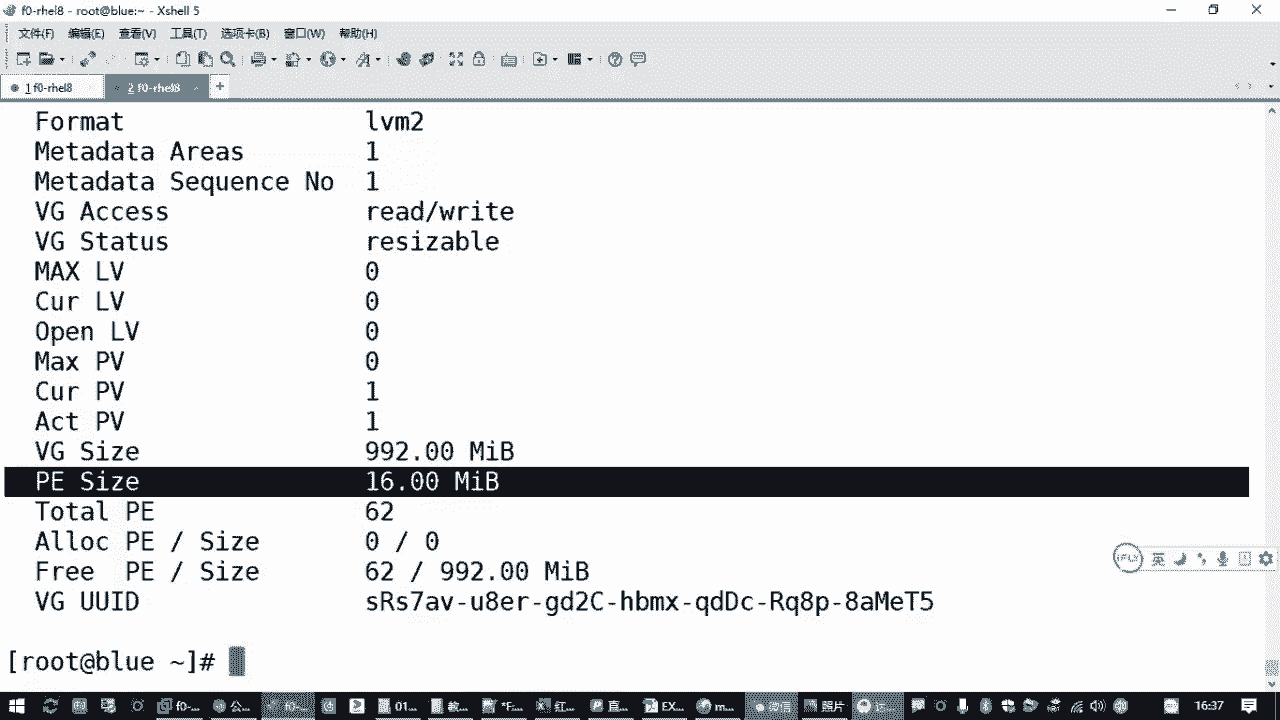 f0-rhel8 - root@blue:~ - Xshell 5
文件(F) 编辑(E) 查看(V) 工具(T) 选项卡(B) 窗口(W) 帮助(H)
1 f0-rhel8 2 f0-rhel8 +
Format lvm2
Metadata Areas 1
Metadata Sequence No 1
VG Access read/write
VG Status resizable
MAX LV 0
Cur LV 0
Open LV 0
Max PV 0
Cur PV 1
Act PV 1
VG Size 992.00 MiB
PE Size 16.00 MiB
Total PE 62
Alloc PE / Size 0 / 0
Free PE / Size 62 / 992.00 MiB
VG UUID sRs7av-u8er-gd2C-hbmx-qdDc-Rq8p-8aMeT5
iFLY 英
[root@blue ~]#
f0-... 公... f0-... 01... 教... *F... 红... 直... EX... m... 微信 照片 16:37